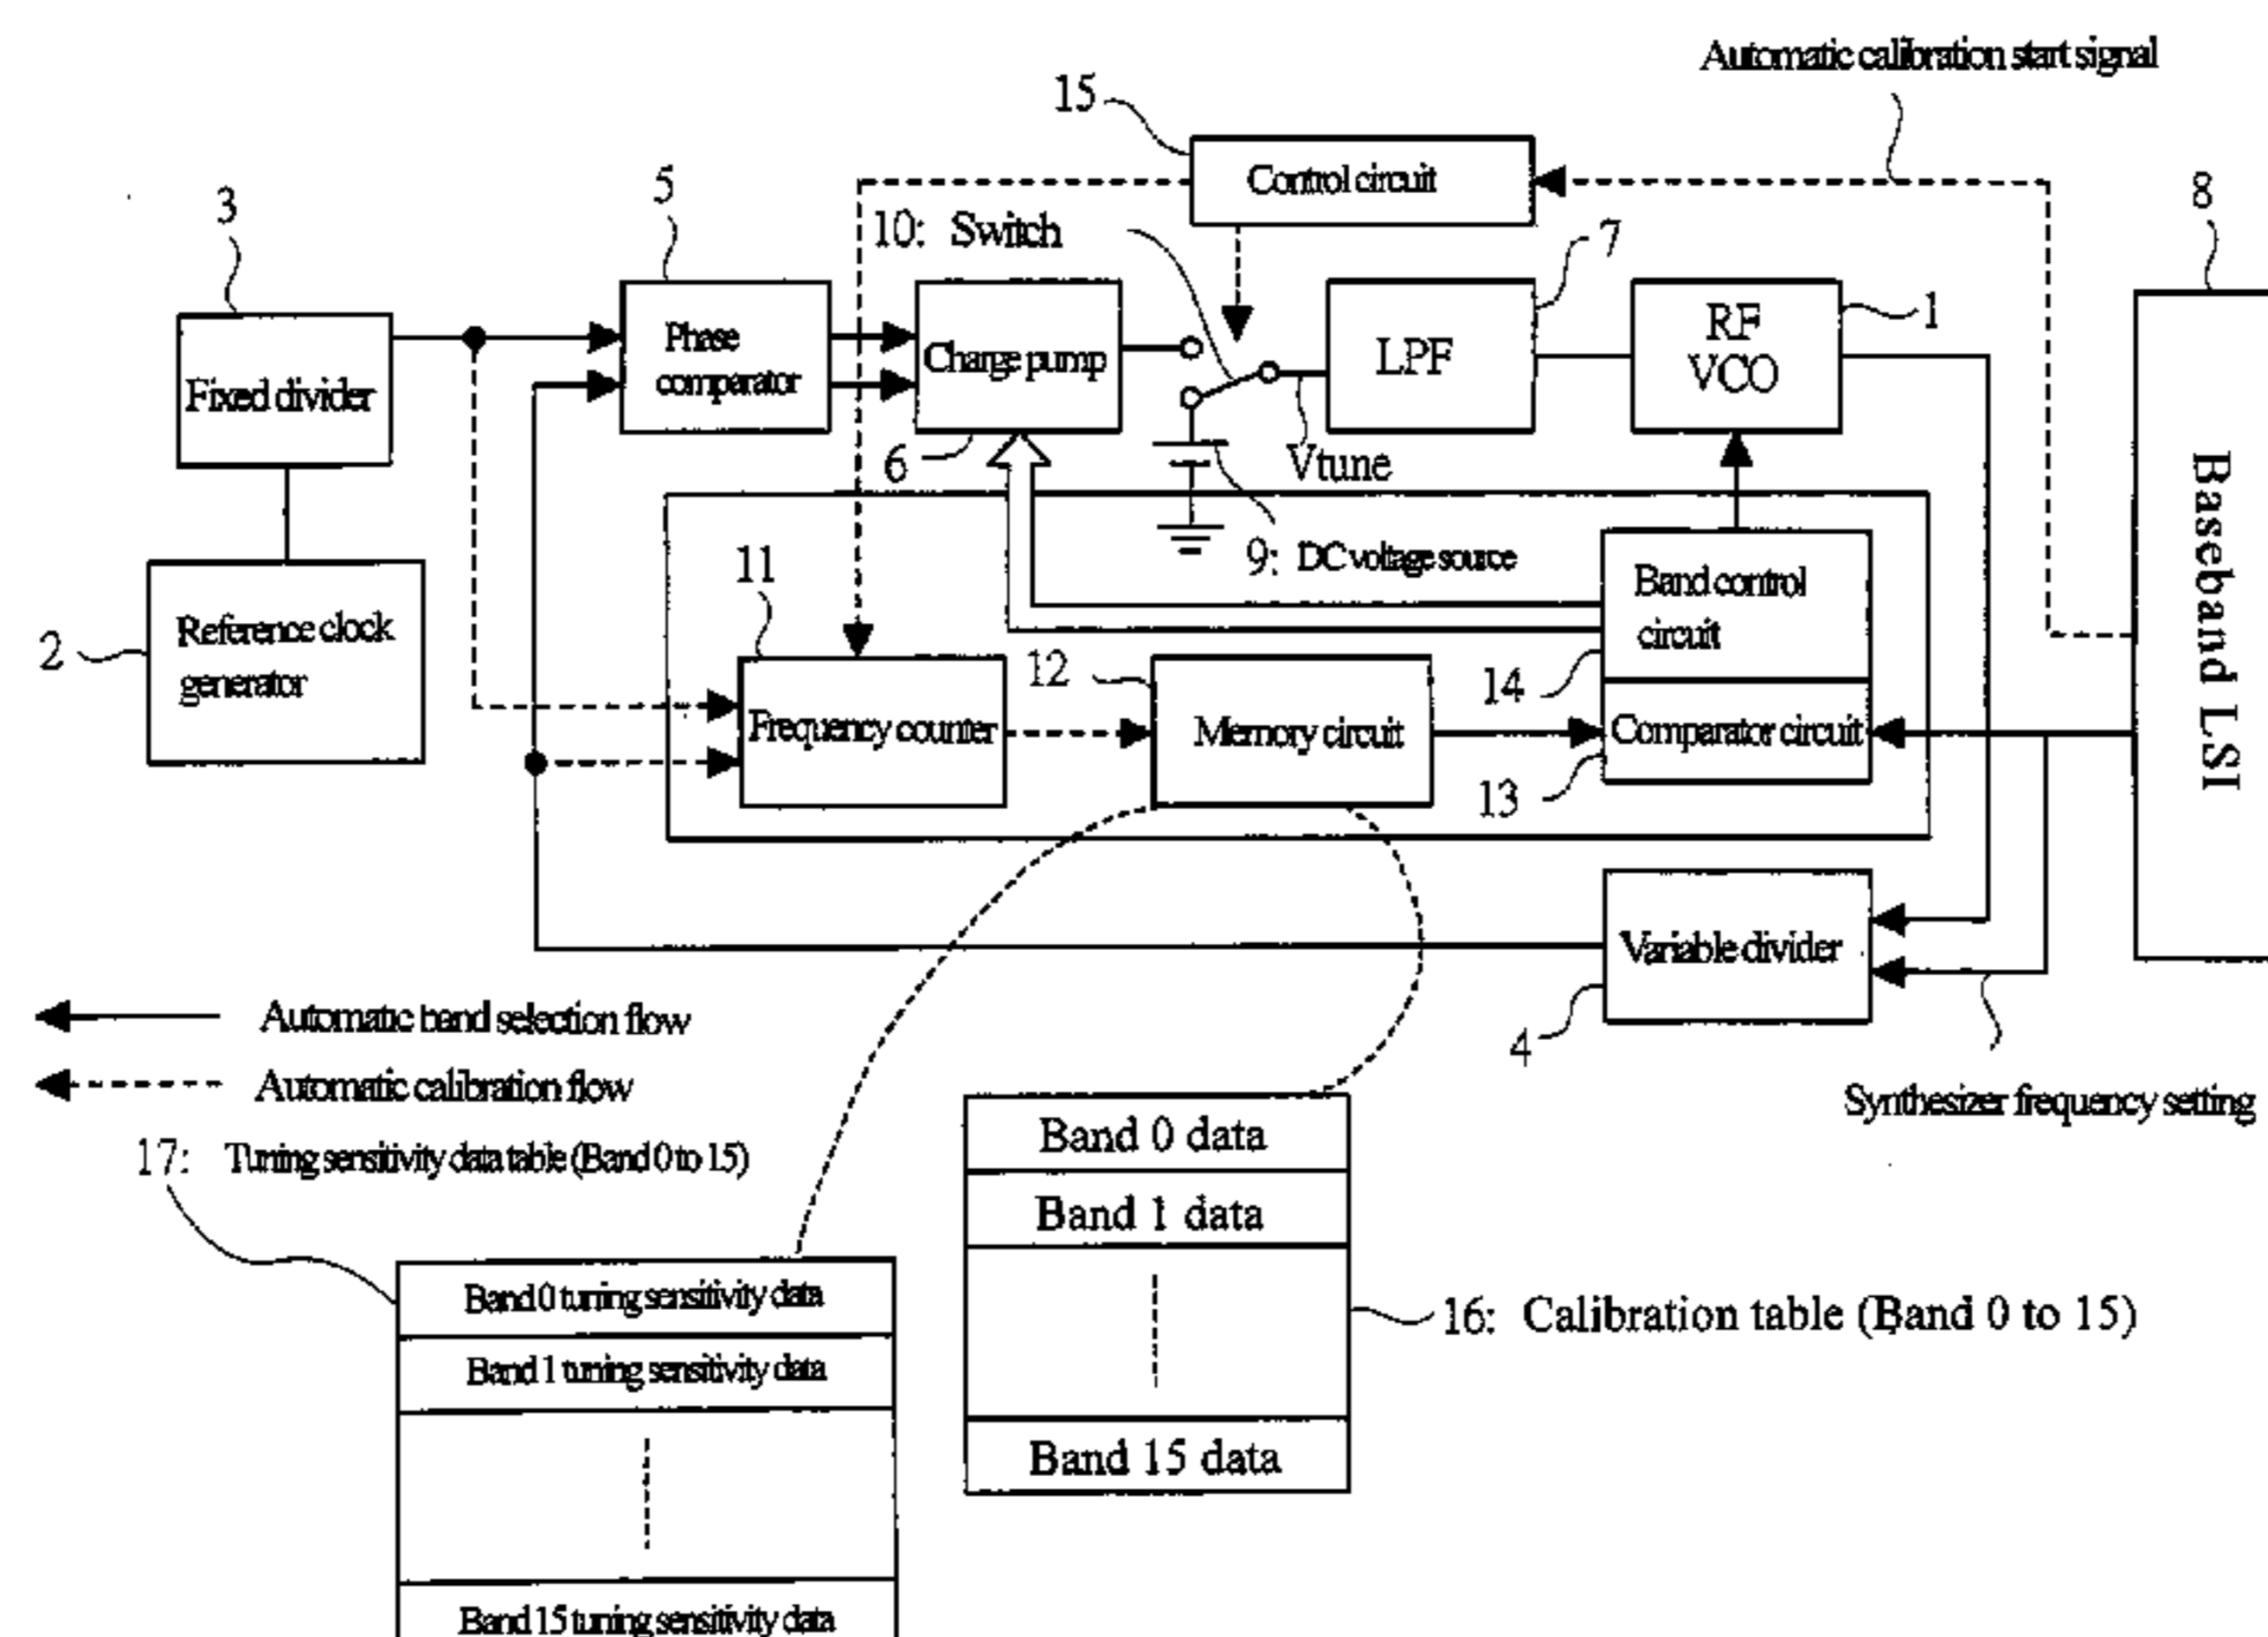 Automatic calibration start signal
15
Control circuit
5
3
10: Switch
7
8
Phase
comparator
Charge pump
LPF
RF
VCO
1
Fixed divider
6
Vtune
Baseband LSI
9: DC voltage source
11
Band control
circuit
2
Reference clock
generator
12
14
Frequency counter
Memory circuit
Comparator circuit
13
Variable divider
4
Automatic band selection flow
Automatic calibration flow
Synthesizer frequency setting
17: Tuning sensitivity data table (Band 0 to 15)
Band 0 data
Band 1 data
Band 15 data
16: Calibration table (Band 0 to 15)
Band 0 tuning sensitivity data
Band 1 tuning sensitivity data
Band 15 tuning sensitivity data